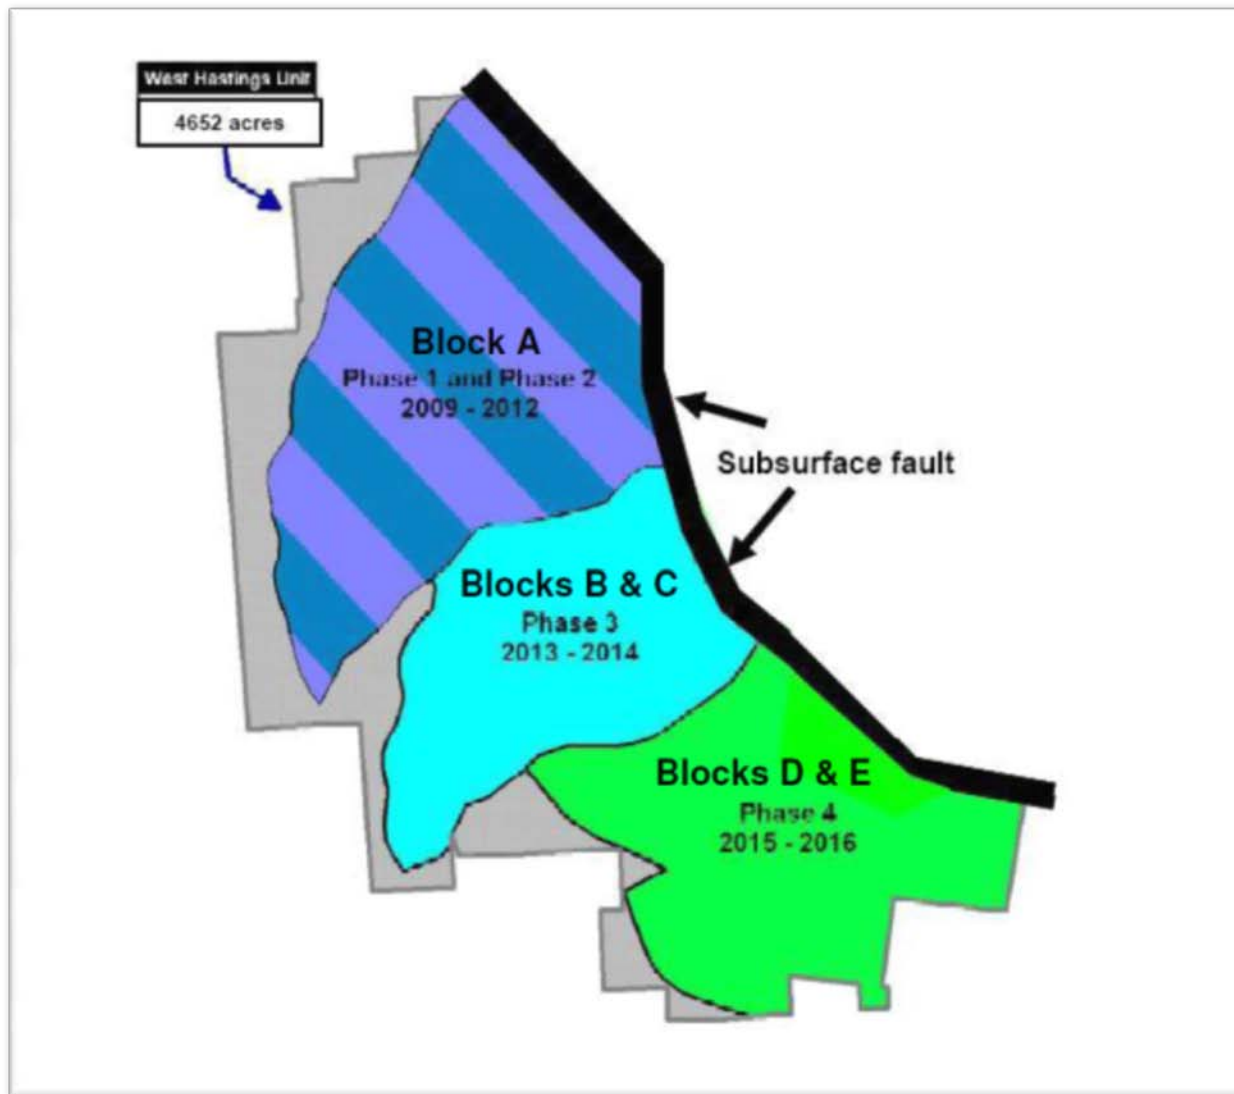 West Hastings Unit
4652 acres
Block A
Phase 1 and Phase 2
2009 - 2012
Subsurface fault
Blocks B & C
Phase 3
2013 - 2014
Blocks D & E
Phase 4
2015 - 2016